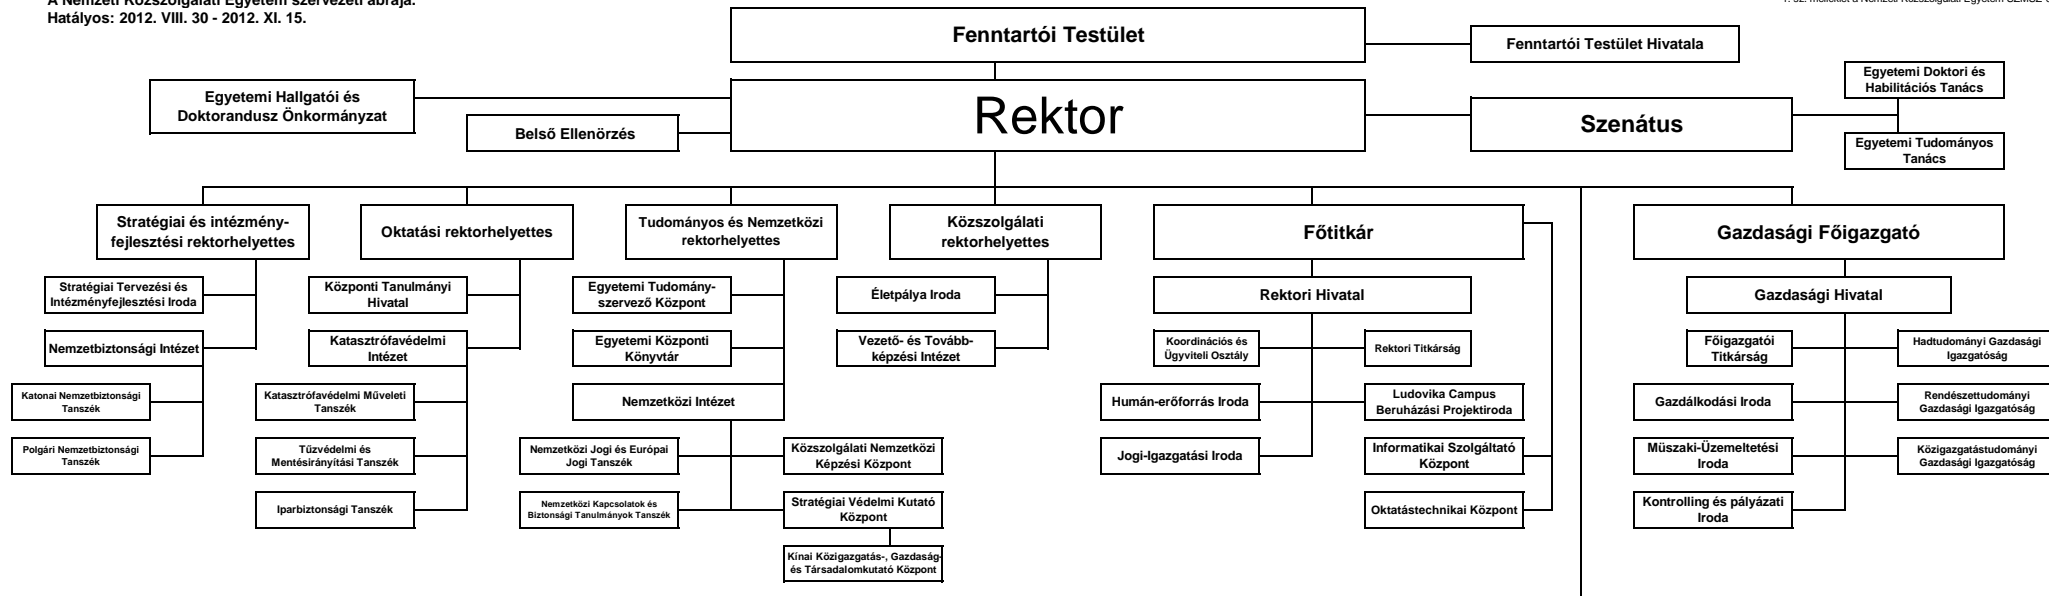 A Nemzeti Közszolgálati Egyetem szervezeti ábrája.
Hatályos: 2012. VIII. 30 - 2012. XI. 15.
Fenntartói Testület
Fenntartói Testület Hivatala
Egyetemi Hallgatói és
Doktorandusz Önkormányzat
Belső Ellenőrzés
Rektor
Szenátus
Egyetemi Doktori és
Habilitációs Tanács
Egyetemi Tudományos
Tanács
Stratégiai és intézmény-
fejlesztési rektorhelyettes
Oktatási rektorhelyettes
Tudományos és Nemzetközi
rektorhelyettes
Közszolgálati
rektorhelyettes
Főtitkár
Gazdasági Főigazgató
Stratégiai Tervezési és
Intézményfejlesztési Iroda
Nemzetbiztonsági Intézet
Katonai Nemzetbiztonsági
Tanszék
Polgári Nemzetbiztonsági
Tanszék
Központi Tanulmányi
Hivatal
Katasztrófavédelmi
Intézet
Katasztrófavédelmi Műveleti
Tanszék
Tűzvédelmi és
Mentésirányítási Tanszék
Iparbiztonsági Tanszék
Egyetemi Tudomány-
szervező Központ
Egyetemi Központi
Könyvtár
Nemzetközi Intézet
Nemzetközi Jogi és Európai
Jogi Tanszék
Nemzetközi Kapcsolatok és
Biztonsági Tanulmányok Tanszék
Közszolgálati Nemzetközi
Képzési Központ
Stratégiai Védelmi Kutató
Központ
Kínai Közigazgatás-, Gazdaság-
és Társadalomkutató Központ
Életpálya Iroda
Vezető- és Tovább-
képzési Intézet
Rektori Hivatal
Koordinációs és
Ügyviteli Osztály
Rektori Titkárság
Humán-erőforrás Iroda
Ludovika Campus
Beruházási Projektiroda
Jogi-Igazgatási Iroda
Informatikai Szolgáltató
Központ
Oktatástechnikai Központ
Gazdasági Hivatal
Főigazgatói
Titkárság
Hadtudományi Gazdasági
Igazgatóság
Gazdálkodási Iroda
Rendészettudományi
Gazdasági Igazgatóság
Műszaki-Üzemeltetési
Iroda
Közigazgatástudományi
Gazdasági Igazgatóság
Kontrolling és pályázati
Iroda